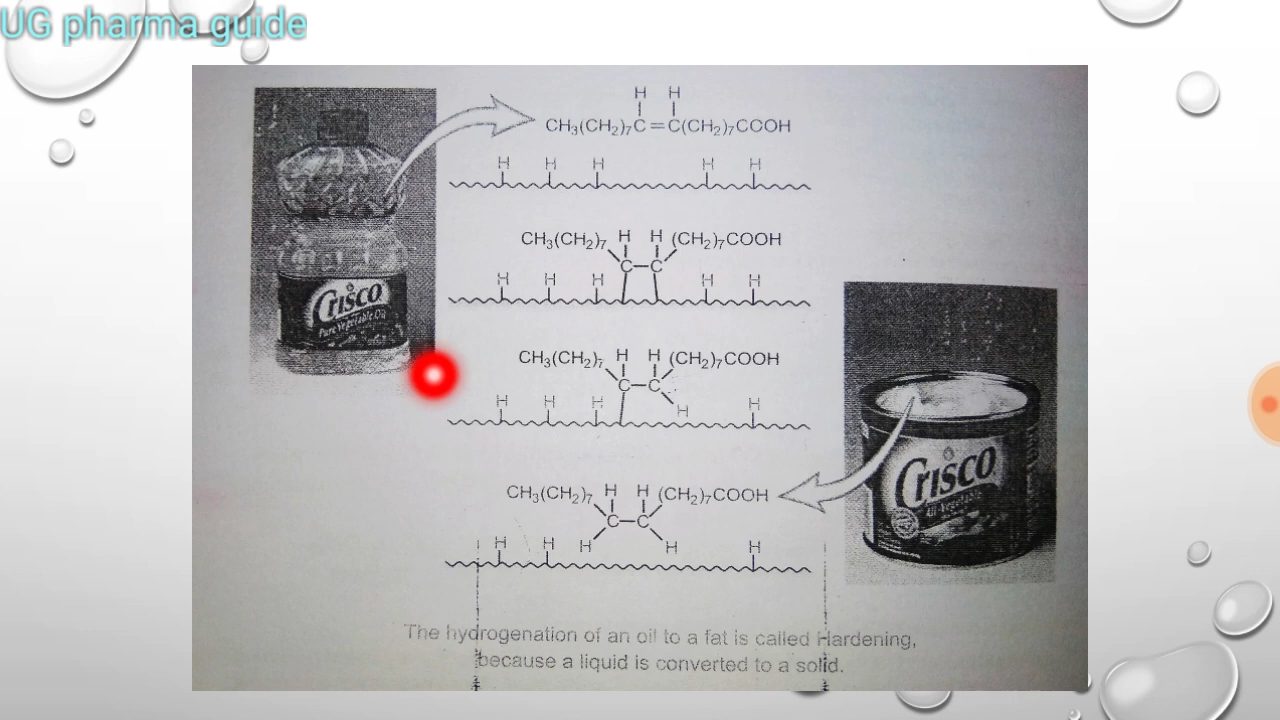 UG pharma guide
H H
CH₃(CH₂)₇C=C(CH₂)₇COOH
H H H H H
CH₃(CH₂)₇ H H (CH₂)₇COOH
C C
H H H H H
CRISCO
Pure Vegetable Oil
CH₃(CH₂)₇ H H (CH₂)₇COOH
C C
H H H H H
CRISCO
All-Vegetable
CH₃(CH₂)₇ H H (CH₂)₇COOH
C C
H H H H H
The hydrogenation of an oil to a fat is called Hardening,
because a liquid is converted to a solid.